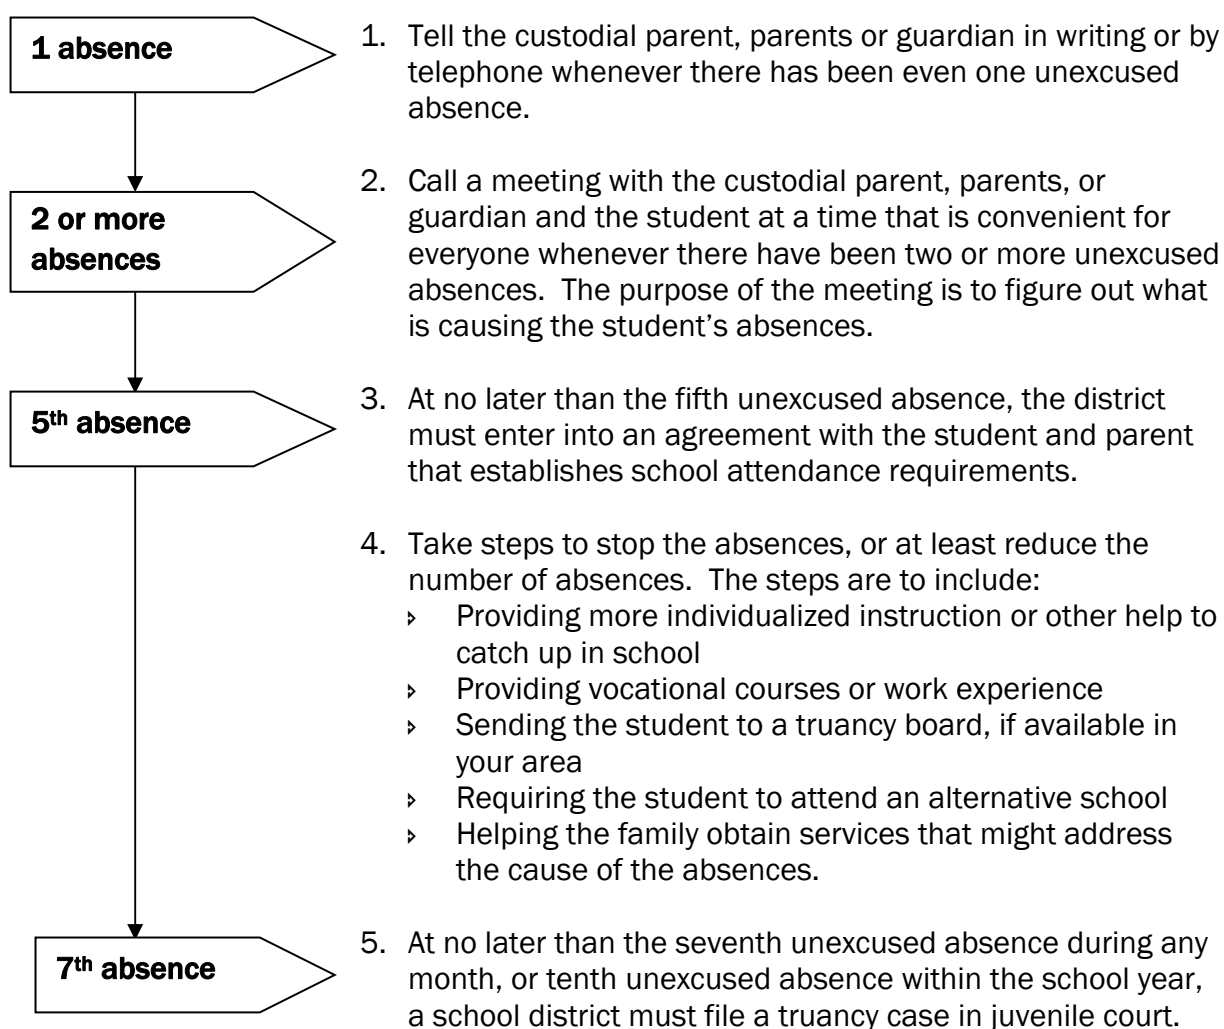 1 absence
1. Tell the custodial parent, parents or guardian in writing or by
telephone whenever there has been even one unexcused
absence.
2 or more
absences
2. Call a meeting with the custodial parent, parents, or
guardian and the student at a time that is convenient for
everyone whenever there have been two or more unexcused
absences.  The purpose of the meeting is to figure out what
is causing the student’s absences.
5th absence
3. At no later than the fifth unexcused absence, the district
must enter into an agreement with the student and parent
that establishes school attendance requirements.
4. Take steps to stop the absences, or at least reduce the
number of absences.  The steps are to include:
Providing more individualized instruction or other help to
catch up in school
Providing vocational courses or work experience
Sending the student to a truancy board, if available in
your area
Requiring the student to attend an alternative school
Helping the family obtain services that might address
the cause of the absences.
7th absence
5. At no later than the seventh unexcused absence during any
month, or tenth unexcused absence within the school year,
a school district must file a truancy case in juvenile court.